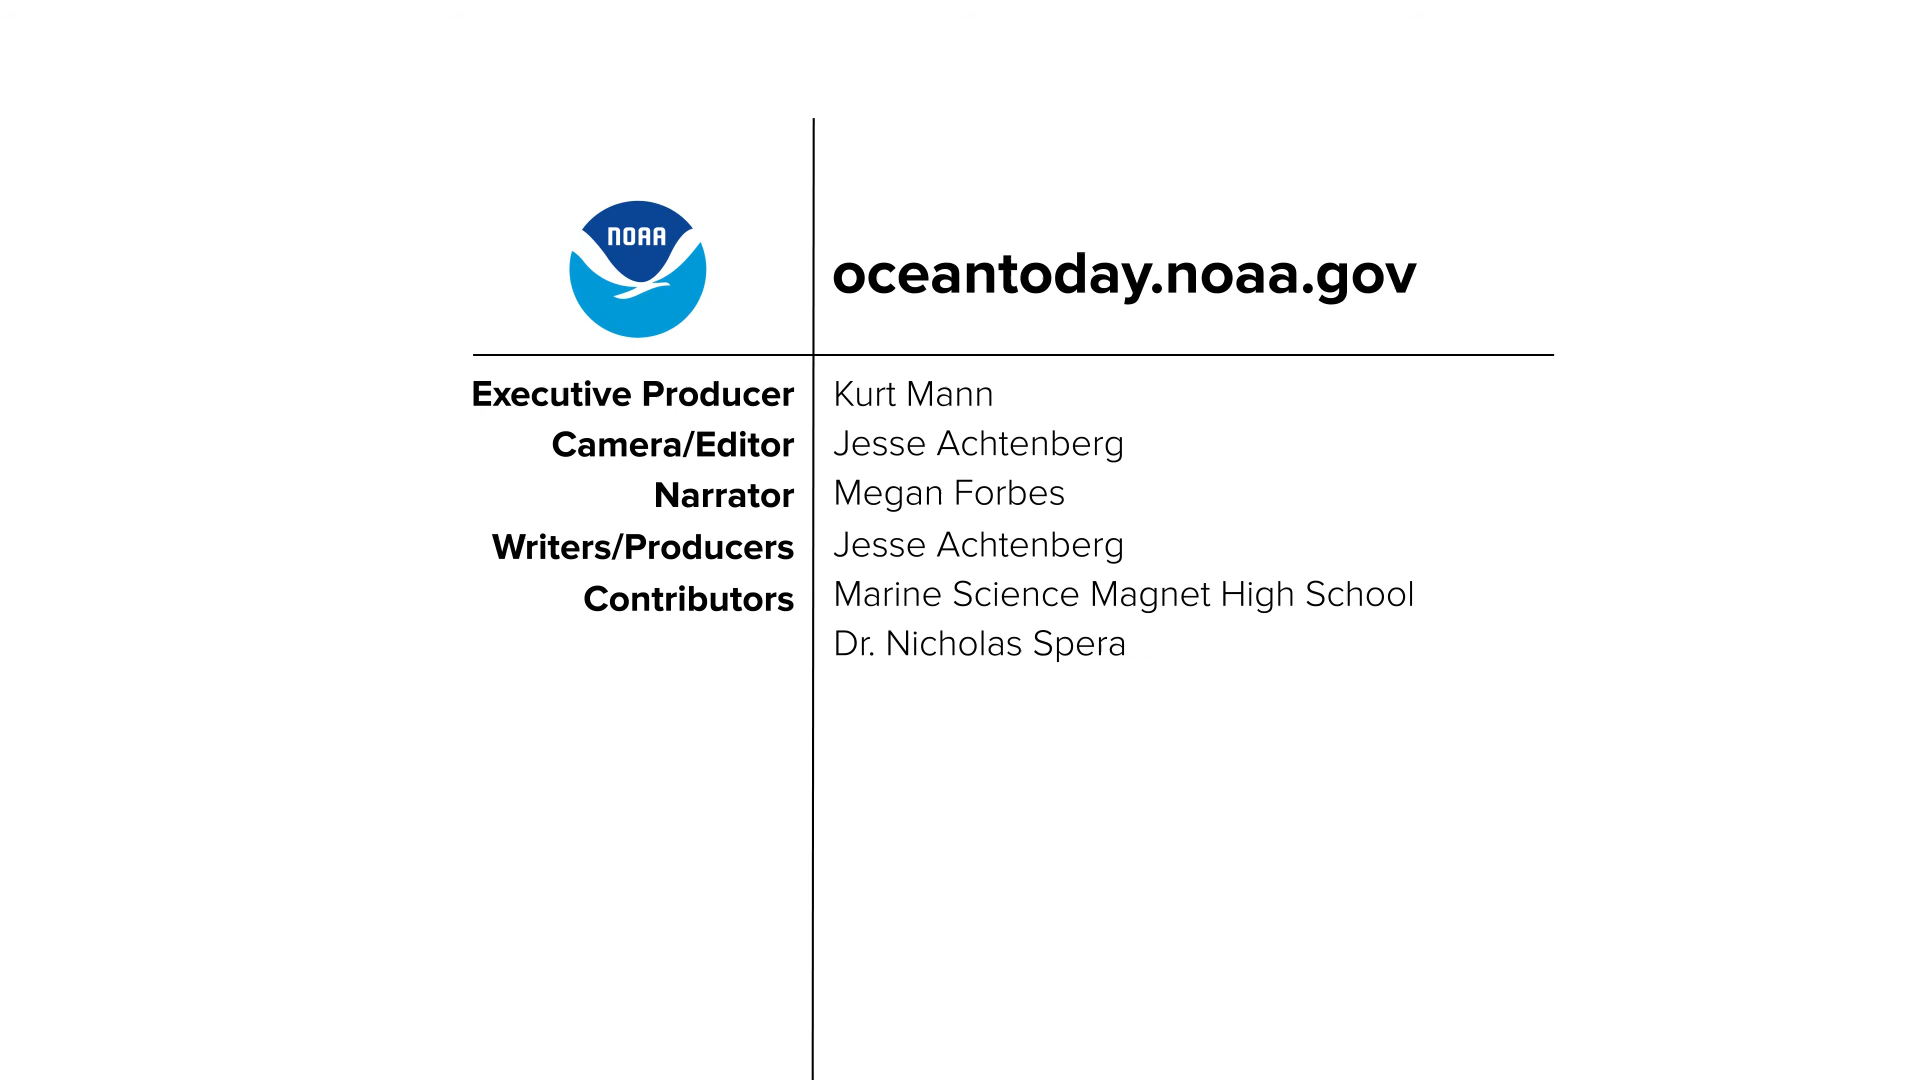 NOAA
oceantoday.noaa.gov
Executive Producer Kurt Mann
Camera/Editor Jesse Achtenberg
Narrator Megan Forbes
Writers/Producers Jesse Achtenberg
Contributors Marine Science Magnet High School
Dr. Nicholas Spera